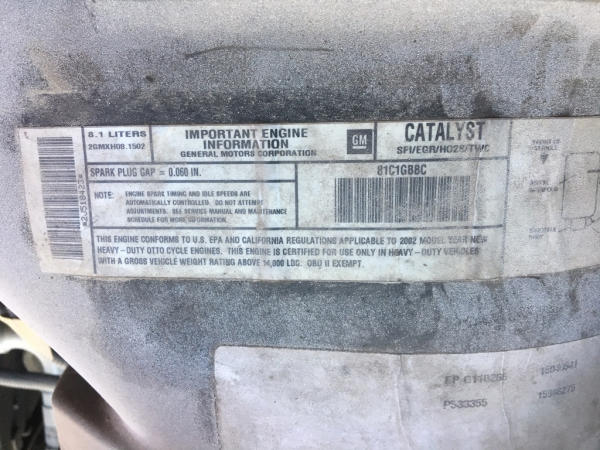 8.1 LITERS
2GMXH08.1502
IMPORTANT ENGINE
INFORMATION
GENERAL MOTORS CORPORATION
GM
CATALYST
SFI/EGR/HO2S/TWC
SPARK PLUG GAP = 0.060 IN.
81C1GBBC
NOTE:
ENGINE SPARK TIMING AND IDLE SPEEDS ARE
AUTOMATICALLY CONTROLLED. DO NOT ATTEMPT
ADJUSTMENTS. SEE SERVICE MANUAL AND MAINTENANCE
SCHEDULE FOR MORE INFORMATION.
THIS ENGINE CONFORMS TO U.S. EPA AND CALIFORNIA REGULATIONS APPLICABLE TO 2002 MODEL YEAR NEW
HEAVY-DUTY OTTO CYCLE ENGINES. THIS ENGINE IS CERTIFIED FOR USE ONLY IN HEAVY-DUTY VEHICLES
WITH A GROSS VEHICLE WEIGHT RATING ABOVE 14,000 LBS. OBD II EXEMPT.
PS33355